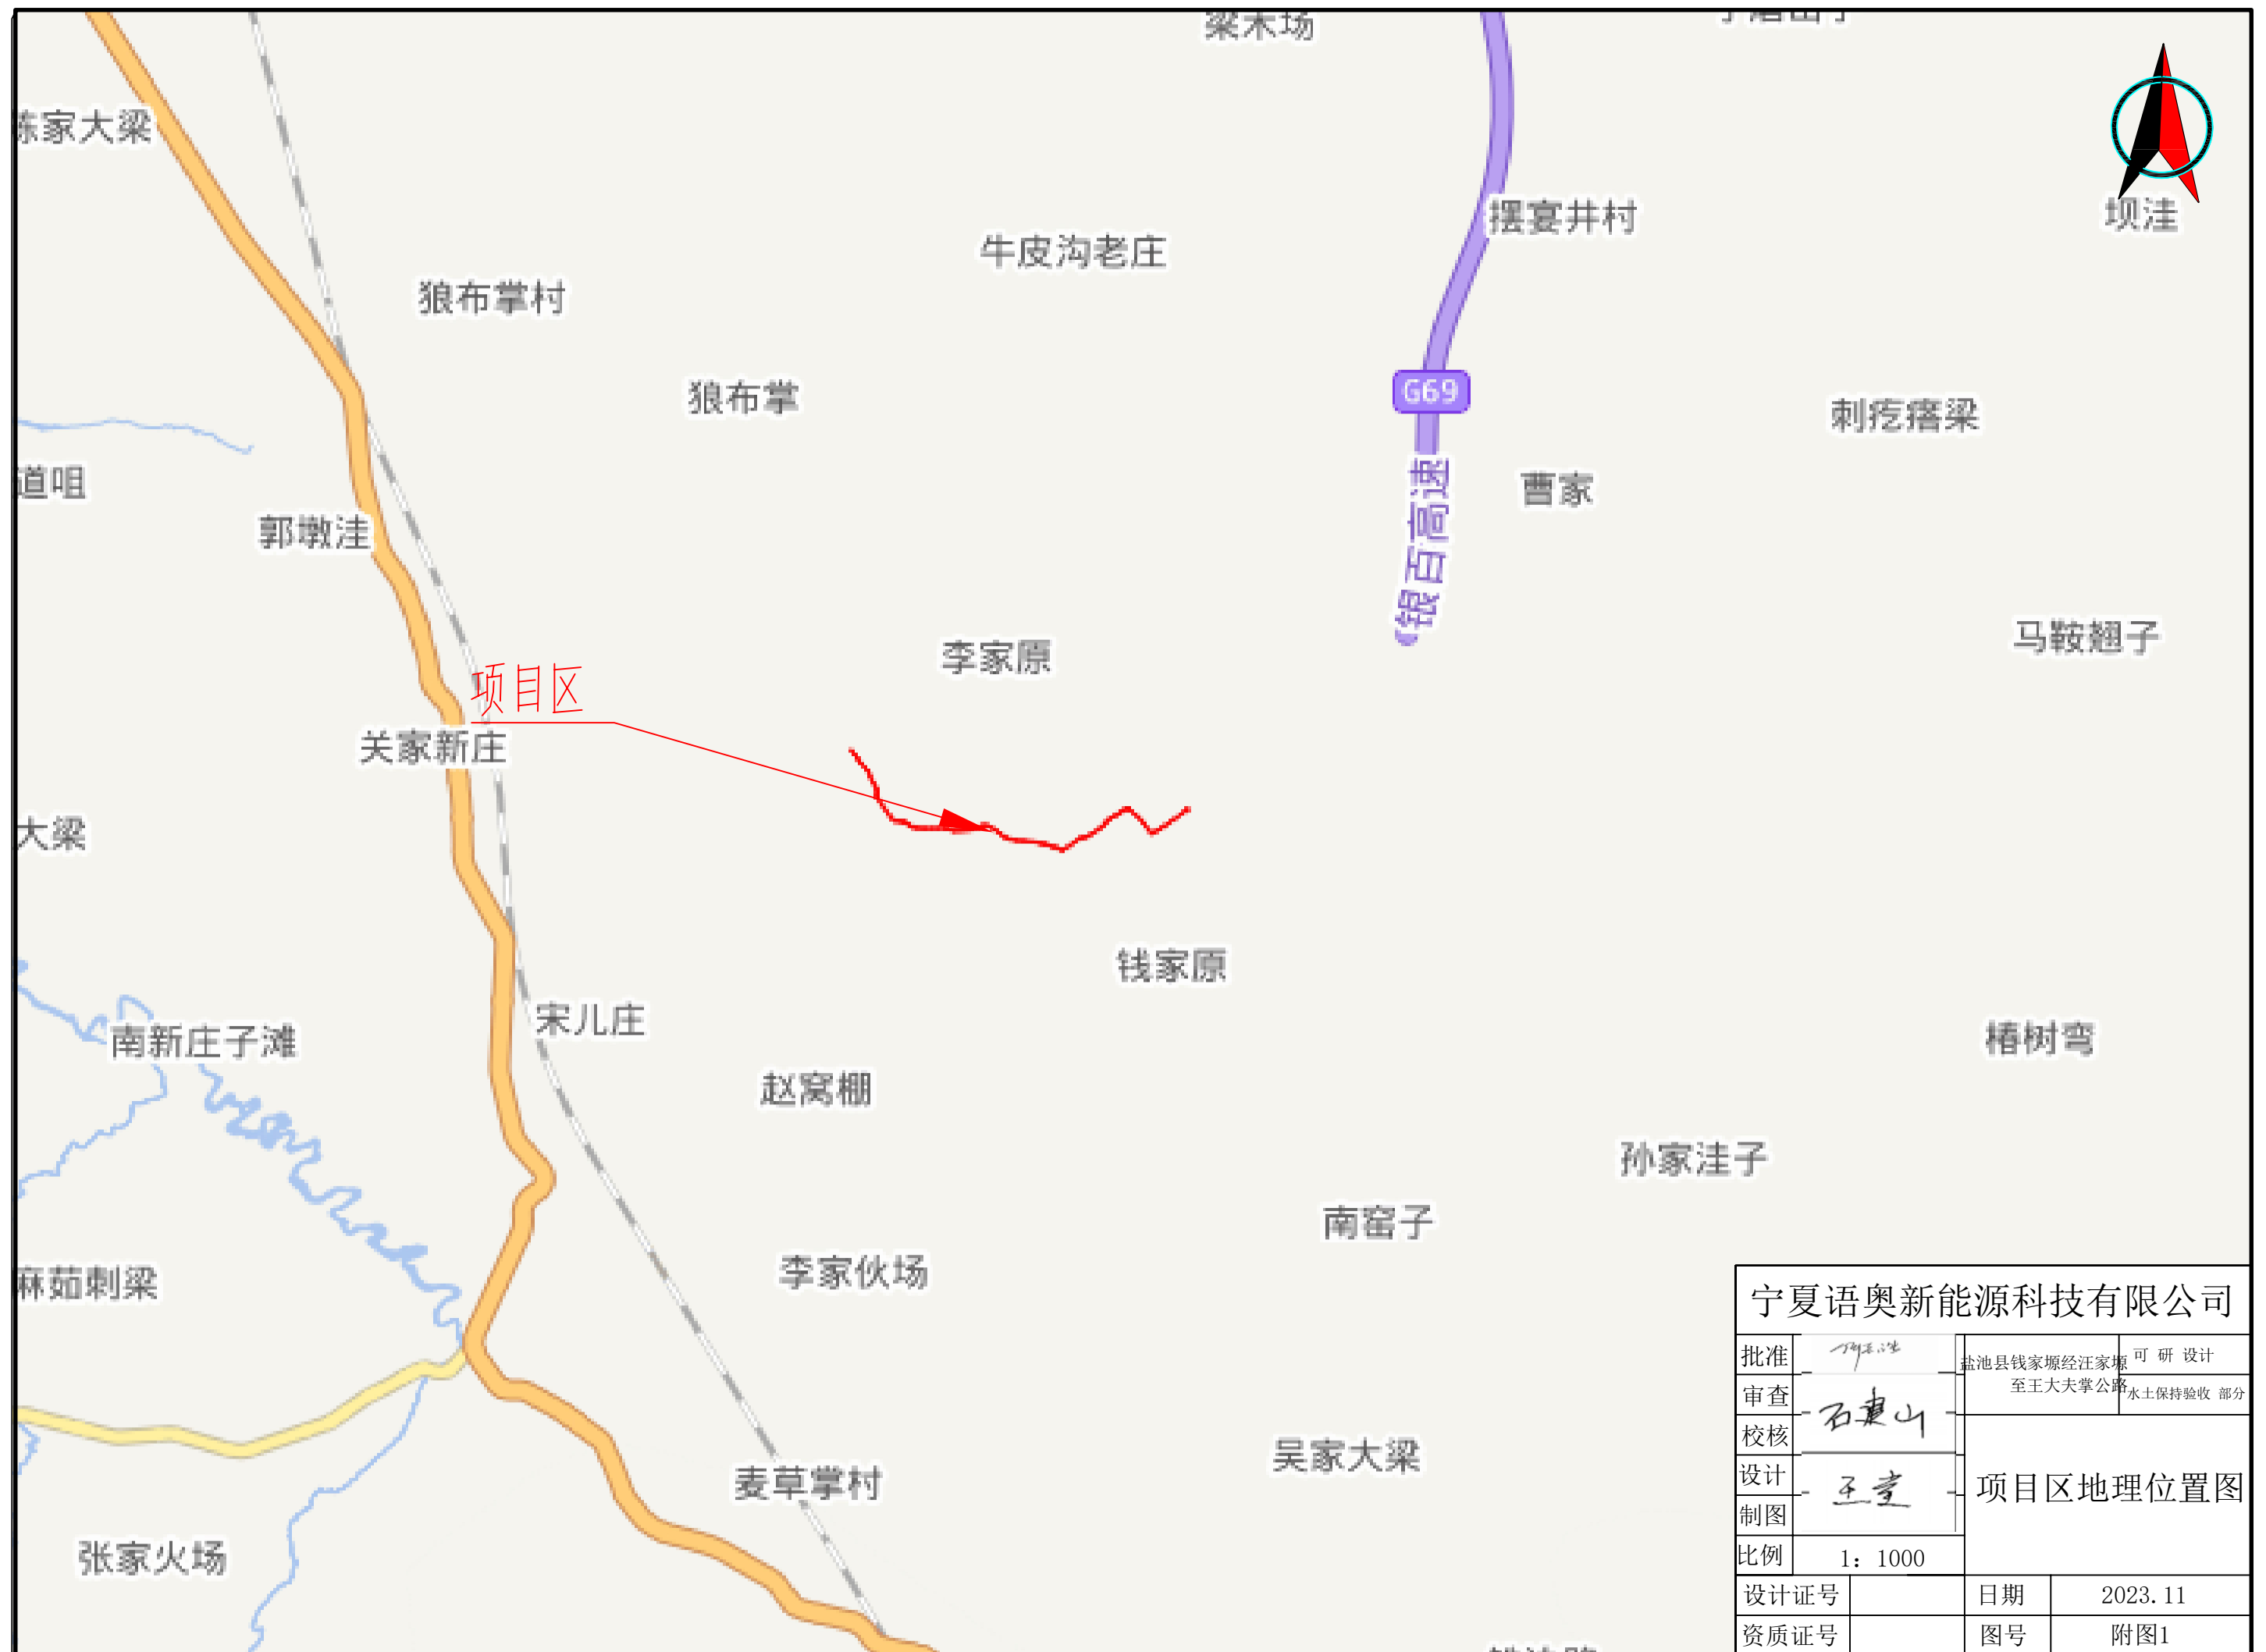 梁木场
陈家大梁
摆宴井村
坝洼
牛皮沟老庄
狼布掌村
狼布掌
G69
刺疙瘩梁
道咀
曹家
银百高速
郭墩洼
马鞍翘子
李家原
项目区
关家新庄
大梁
钱家原
宋儿庄
南新庄子滩
椿树弯
赵窝棚
孙家洼子
南窑子
李家伙场
麻茹刺梁
吴家大梁
麦草掌村
张家火场
宁夏语奥新能源科技有限公司
批准
盐池县钱家塬经汪家塬
至王大夫掌公路
可 研 设计
水土保持验收 部分
审查
石建山
校核
设计
制图
项目区地理位置图
比例
1: 1000
设计证号
日期
2023.11
资质证号
图号
附图1